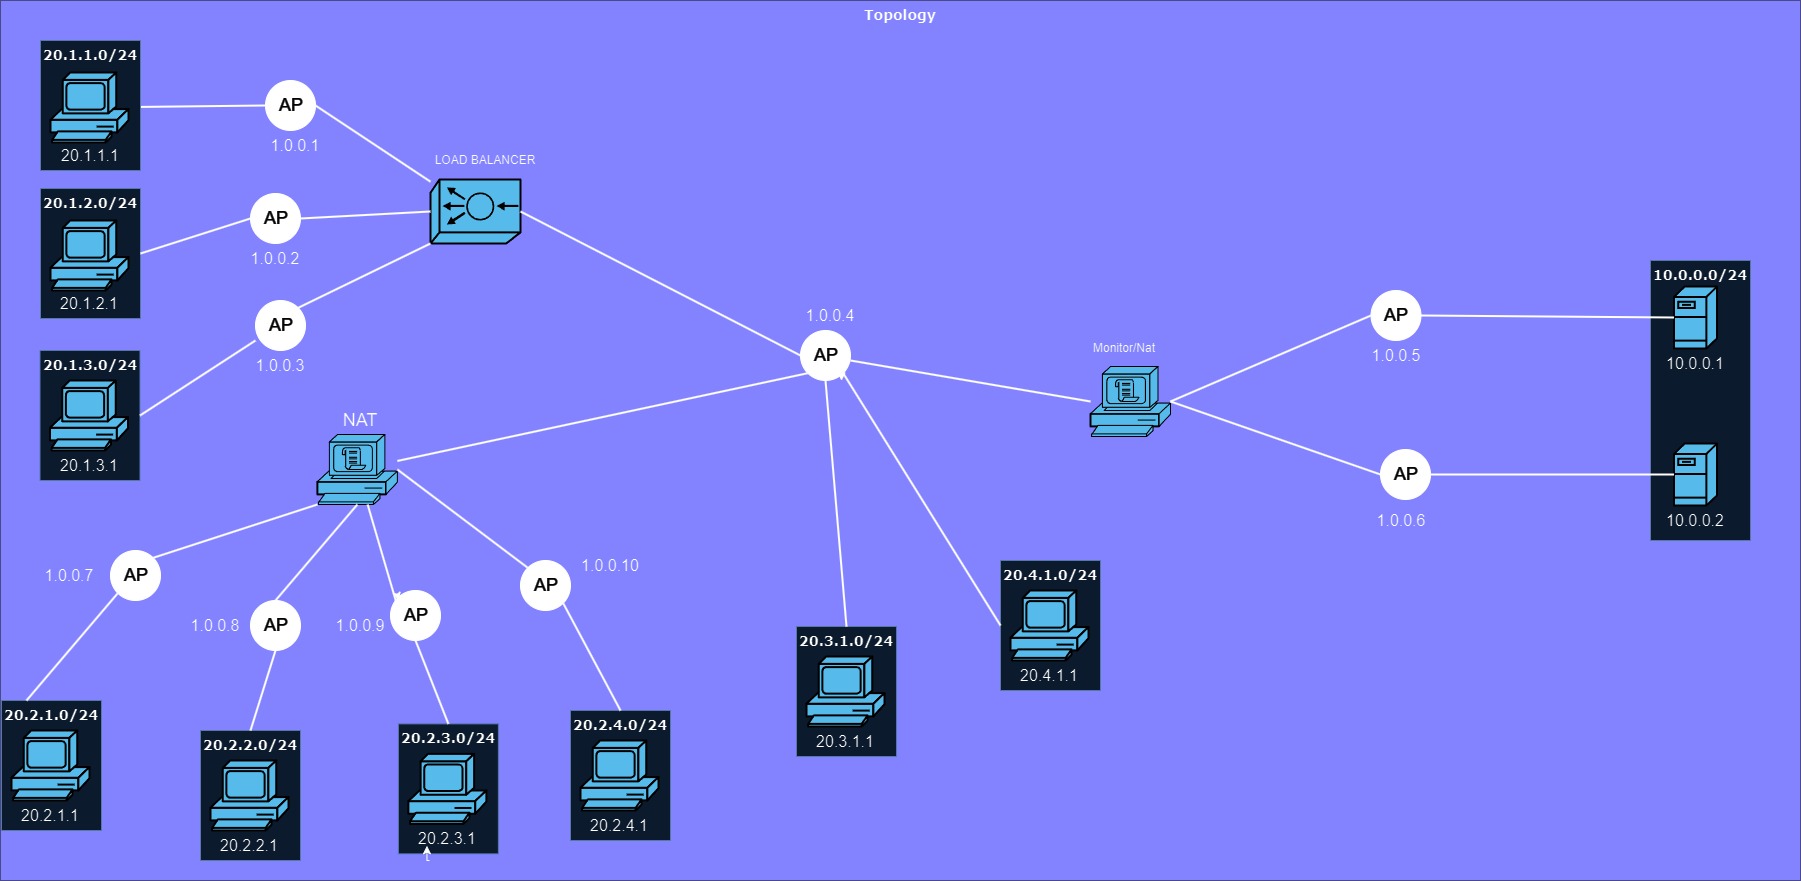 Topology
20.1.1.0/24
20.1.1.1
AP
1.0.0.1
20.1.2.0/24
20.1.2.1
AP
1.0.0.2
20.1.3.0/24
20.1.3.1
AP
1.0.0.3
LOAD BALANCER
1.0.0.4
AP
Monitor/Nat
AP
1.0.0.5
AP
1.0.0.6
10.0.0.0/24
10.0.0.1
10.0.0.2
NAT
1.0.0.7
AP
1.0.0.8
AP
1.0.0.9
AP
1.0.0.10
AP
20.2.1.0/24
20.2.1.1
20.2.2.0/24
20.2.2.1
20.2.3.0/24
20.2.3.1
t
20.2.4.0/24
20.2.4.1
20.3.1.0/24
20.3.1.1
20.4.1.0/24
20.4.1.1